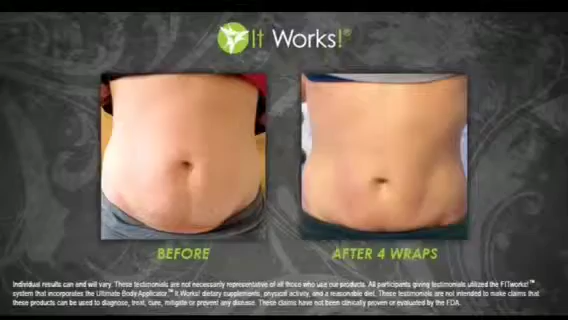 It Works!®
BEFORE
AFTER 4 WRAPS
Individual results can and will vary. These testimonials are not necessarily representative of all those who use our products. All participants giving testimonials utilized the FITworks!™
system that incorporates the Ultimate Body Applicator,™ It Works! dietary supplements, physical activity, and a reasonable diet. These testimonials are not intended to make claims that
these products can be used to diagnose, treat, cure, mitigate or prevent any disease. These claims have not been clinically proven or evaluated by the FDA.